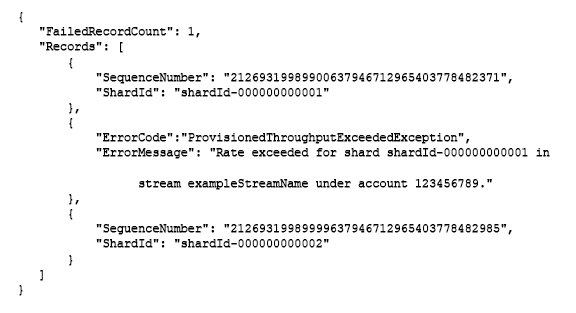 {
"FailedRecordCount": 1,
"Records": [
{
"SequenceNumber": "21269319989900637946712965403778482371",
"ShardId": "shardId-000000000001"
},
{
"ErrorCode":"ProvisionedThroughputExceededException",
"ErrorMessage": "Rate exceeded for shard shardId-000000000001 in
stream exampleStreamName under account 123456789."
},
{
"SequenceNumber": "21269319989999637946712965403778482985",
"ShardId": "shardId-000000000002"
}
]
}